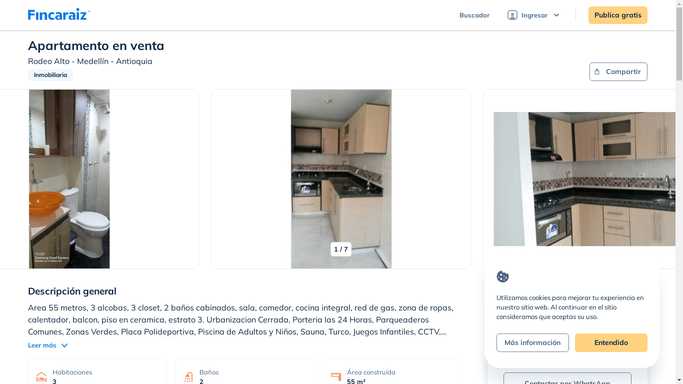 Fincaraiz
Buscador
Ingresar
Publica gratis
Apartamento en venta
Rodeo Alto - Medellín - Antioquia
Inmobiliaria
Compartir
1 / 7
Descripción general
Area 55 metros, 3 alcobas, 3 closet, 2 baños cabinados, sala, comedor, cocina integral, red de gas, zona de ropas,
calentador, balcon, piso en ceramica, estrato 3. Urbanizacion Cerrada, Porteria las 24 Horas, Parqueaderos
Comunes, Zonas Verdes, Placa Polideportiva, Piscina de Adultos y Niños, Sauna, Turco, Juegos Infantiles, CCTV,...
Leer más
Habitaciones
3
Baños
2
Área construida
55 m²
Utilizamos cookies para mejorar tu experiencia en
nuestro sitio web. Al continuar en el sitio
consideramos que aceptas su uso.
Más información
Entendido
Contactar por WhatsApp